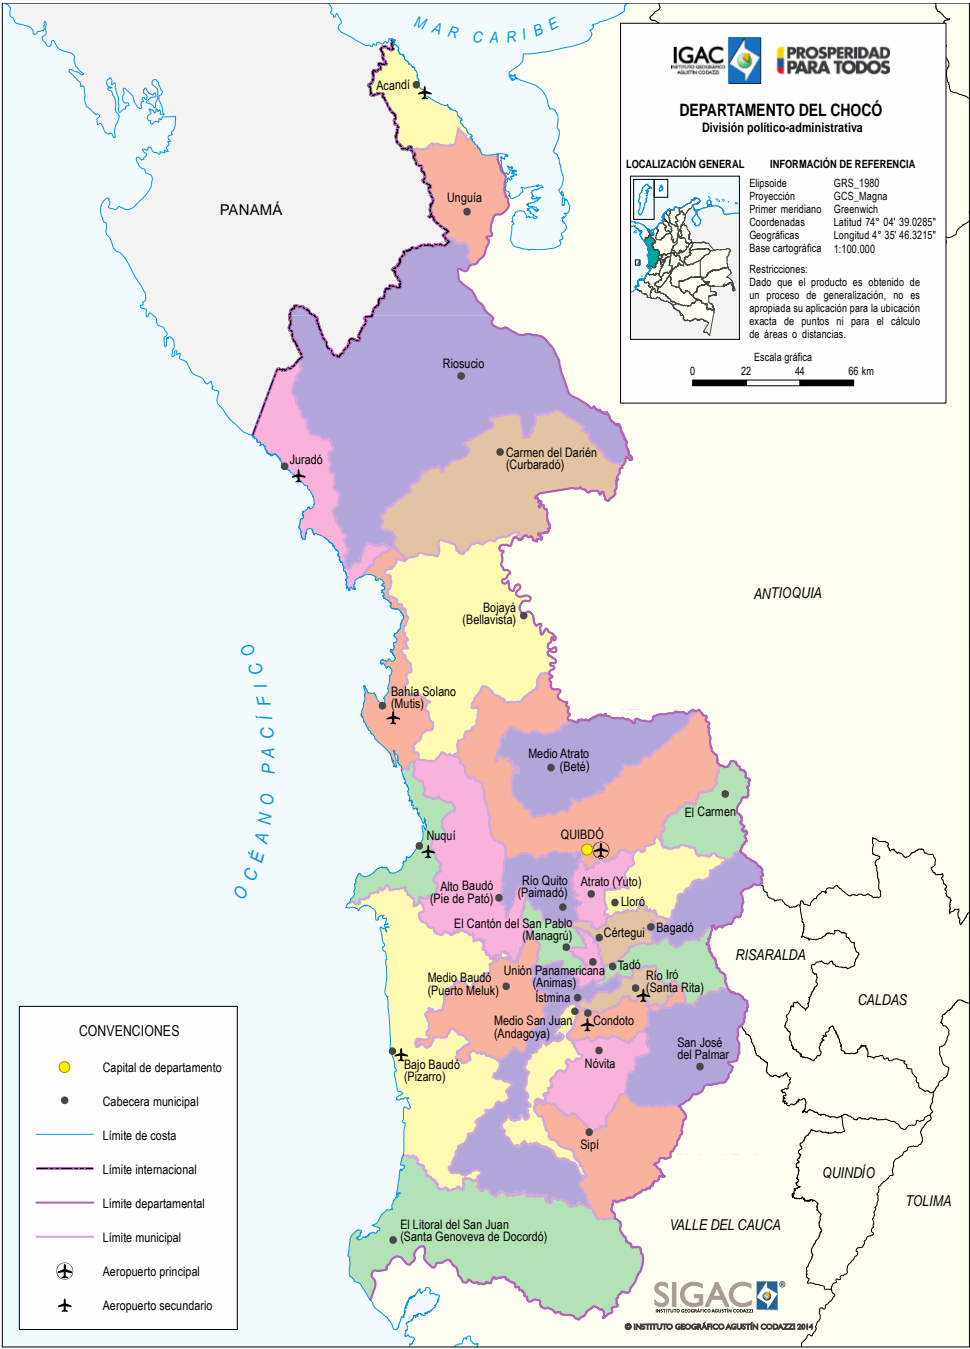 MAR CARIBE
IGAC
INSTITUTO GEOGRÁFICO
AGUSTÍN CODAZZI
PROSPERIDAD
PARA TODOS
DEPARTAMENTO DEL CHOCÓ
División político-administrativa
LOCALIZACIÓN GENERAL
INFORMACIÓN DE REFERENCIA
Elipsoide GRS_1980
Proyección GCS_Magna
Primer meridiano Greenwich
Coordenadas Latitud 74° 04' 39.0285"
Geográficas Longitud 4° 35' 46.3215"
Base cartográfica 1:100.000
Restricciones:
Dado que el producto es obtenido de
un proceso de generalización, no es
apropiada su aplicación para la ubicación
exacta de puntos ni para el cálculo
de áreas o distancias.
Escala gráfica
0 22 44 66 km
Acandí
Unguía
PANAMÁ
Riosucio
Juradó
Carmen del Darién
(Curbaradó)
ANTIOQUIA
Bojayá
(Bellavista)
OCÉANO PACÍFICO
Bahía Solano
(Mutis)
Medio Atrato
(Beté)
El Carmen
QUIBDÓ
Nuquí
Alto Baudó
(Pie de Pató)
Río Quito
(Paimadó)
Atrato (Yuto)
Lloró
El Cantón del San Pablo
(Managrú)
Cértegui
Bagadó
RISARALDA
Unión Panamericana
(Animas)
Tadó
Medio Baudó
(Puerto Meluk)
Río Iró
(Santa Rita)
Ístmina
CALDAS
Medio San Juan
(Andagoya)
Condoto
San José
del Palmar
Bajo Baudó
(Pizarro)
Nóvita
Sipí
QUINDÍO
TOLIMA
El Litoral del San Juan
(Santa Genoveva de Docordó)
VALLE DEL CAUCA
CONVENCIONES
Capital de departamento
Cabecera municipal
Límite de costa
Límite internacional
Límite departamental
Límite municipal
Aeropuerto principal
Aeropuerto secundario
SIGAC®
INSTITUTO GEOGRÁFICO AGUSTÍN CODAZZI
© INSTITUTO GEOGRÁFICO AGUSTÍN CODAZZI 2014